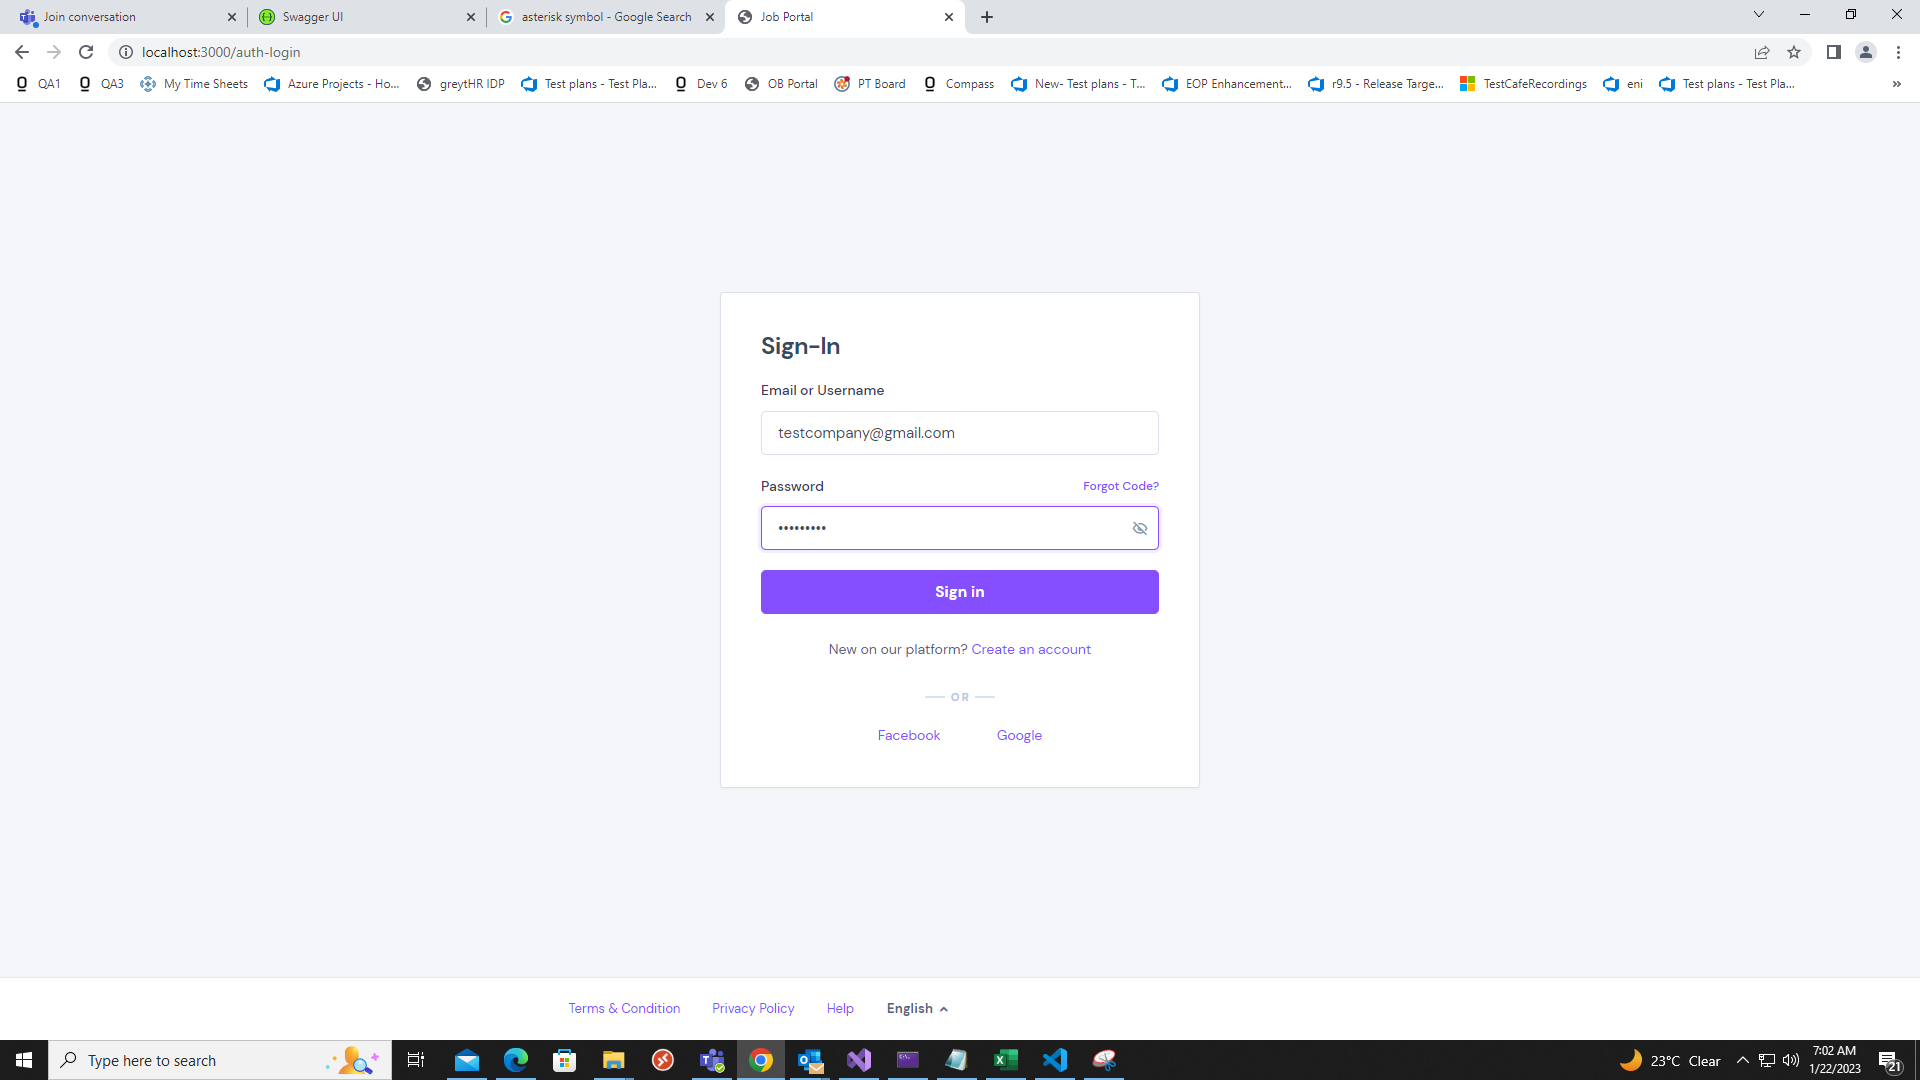 Join conversation
Swagger UI
asterisk symbol - Google Search
Job Portal
localhost:3000/auth-login
QA1
QA3
My Time Sheets
Azure Projects - Ho...
greytHR IDP
Test plans - Test Pla...
Dev 6
OB Portal
PT Board
Compass
New- Test plans - T...
EOP Enhancement...
r9.5 - Release Targe...
TestCafeRecordings
eni
Test plans - Test Pla...
»
Sign-In
Email or Username
testcompany@gmail.com
Password
Forgot Code?
•••••••••
Sign in
New on our platform? Create an account
OR
Facebook
Google
Terms & Condition
Privacy Policy
Help
English
Type here to search
23°C Clear
7:02 AM
1/22/2023
21